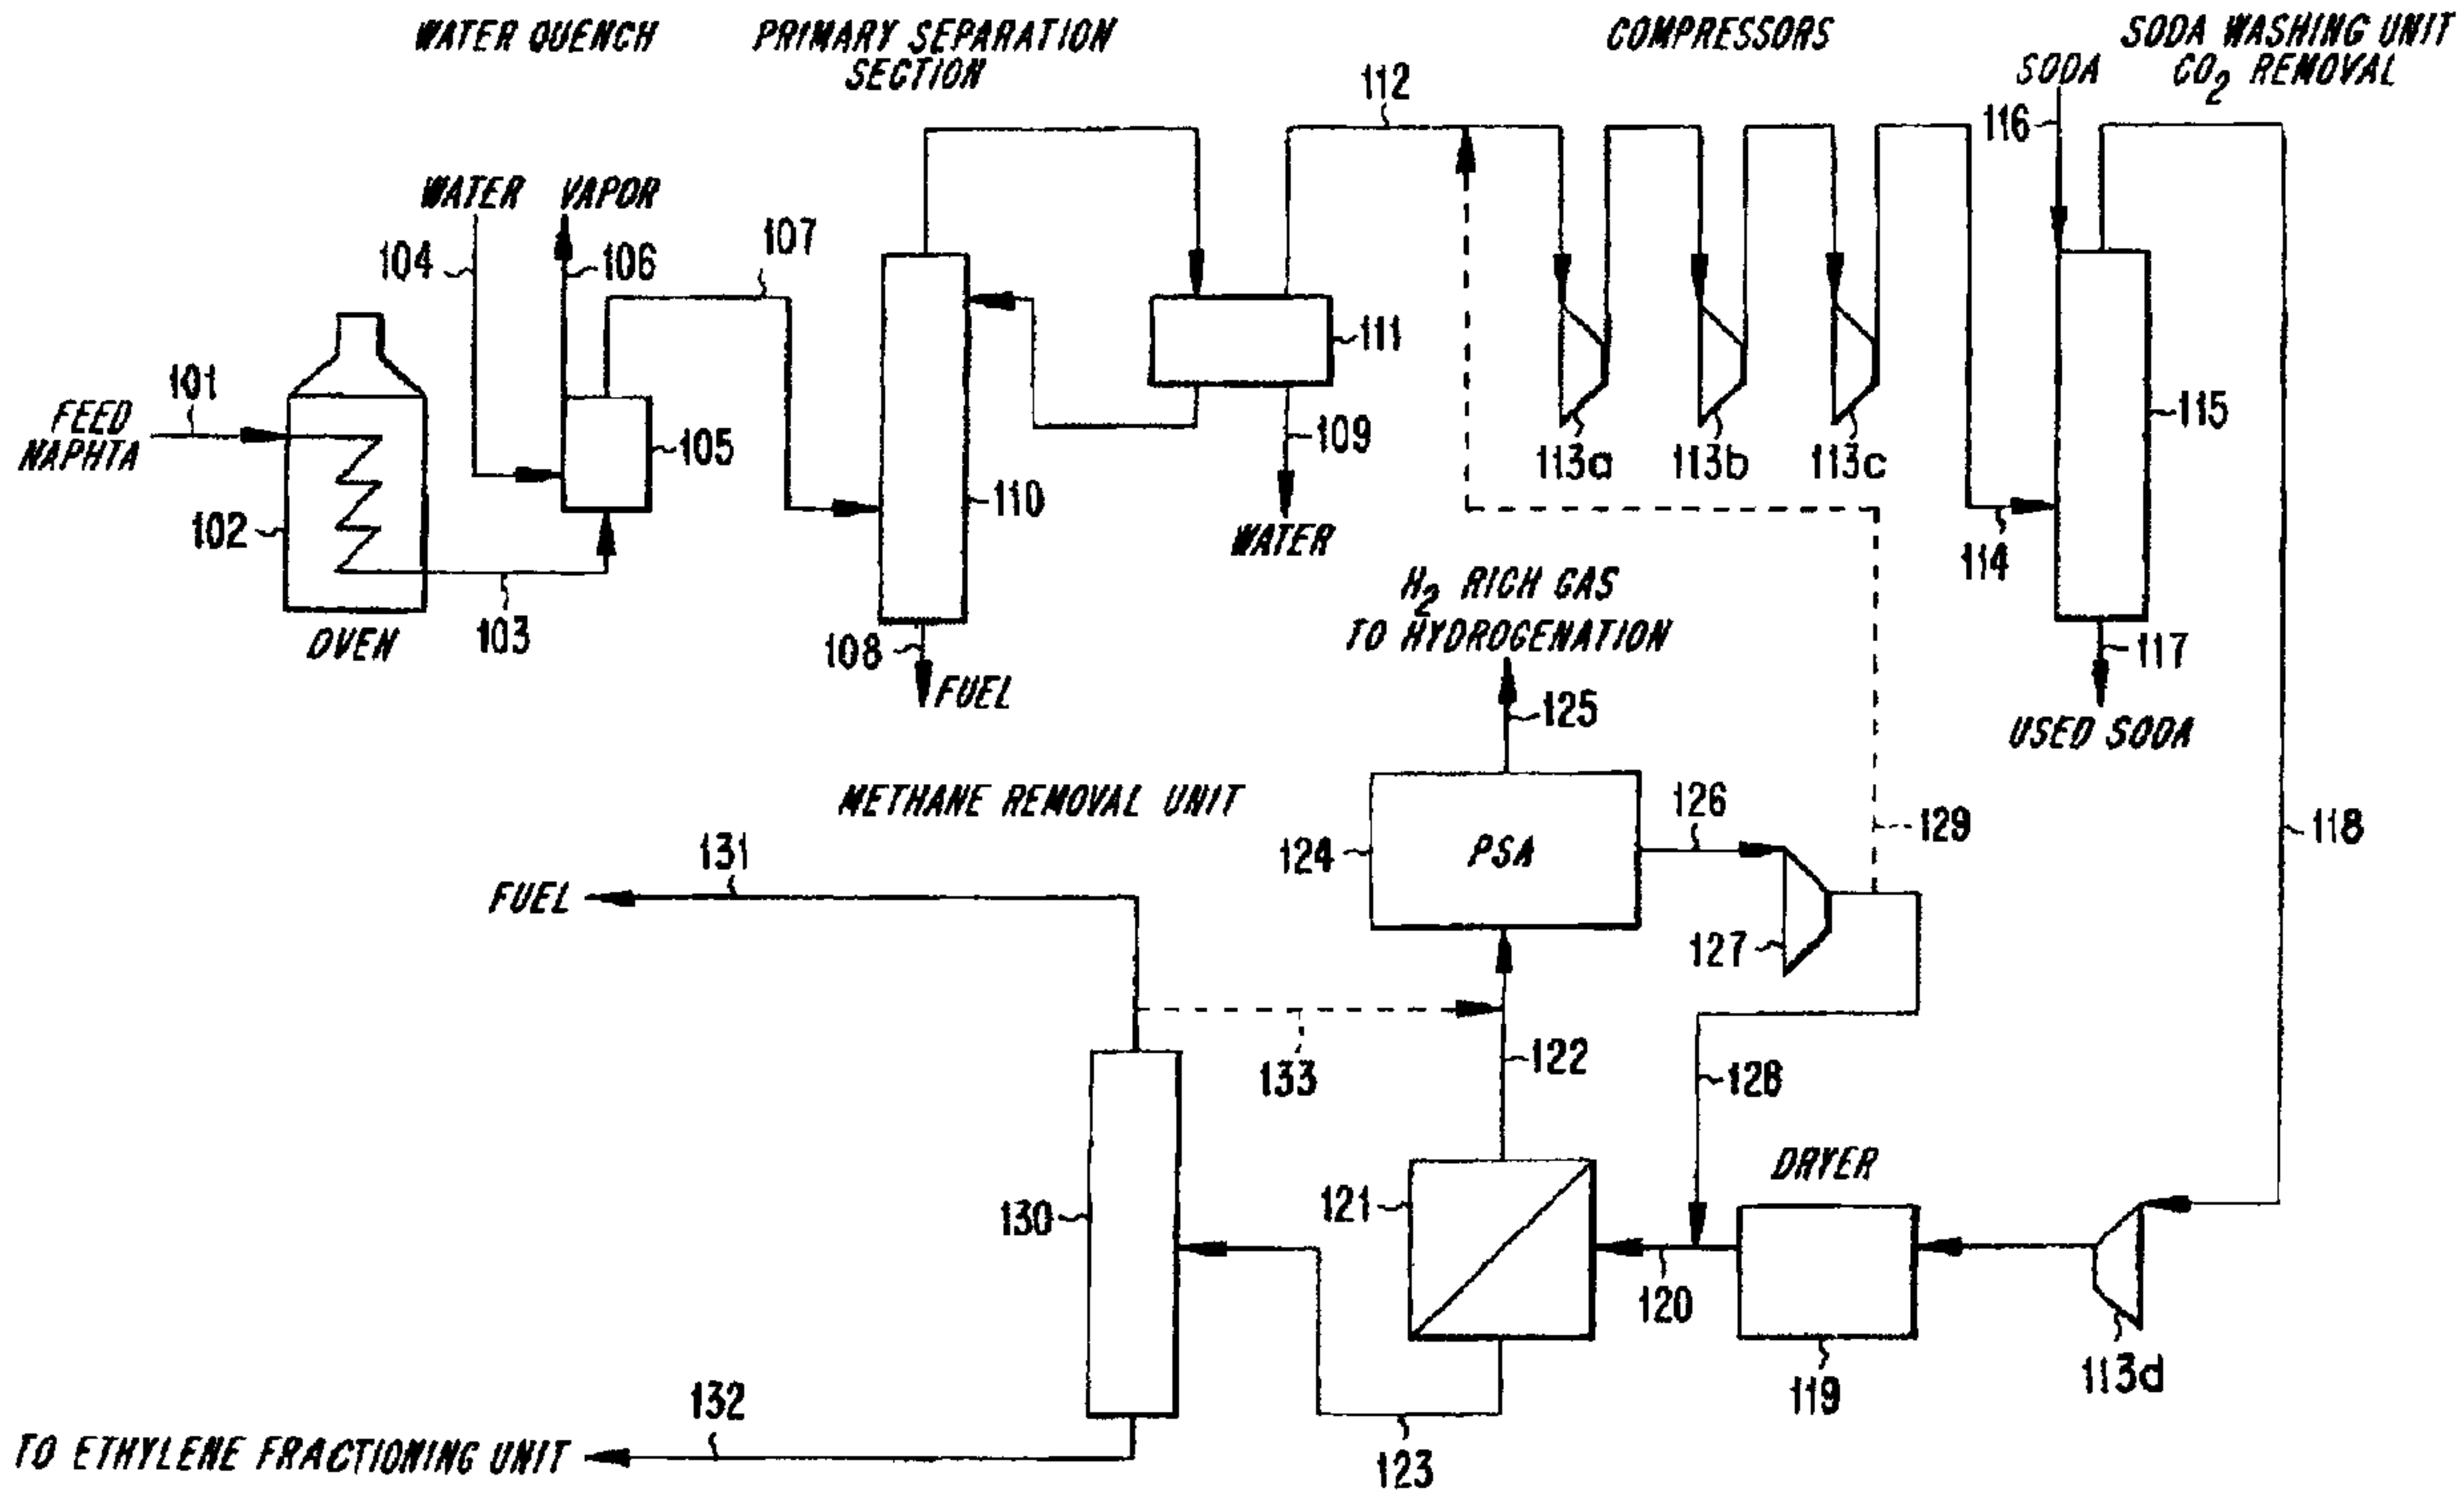 WATER QUENCH
PRIMARY SEPARATION
SECTION
COMPRESSORS
SODA WASHING UNIT
CO2 REMOVAL
SODA
112
116
WATER
VAPOR
104
106
107
101
FEED
NAPHTA
102
OVEN
103
105
110
108
FUEL
111
109
WATER
113a
113b
113c
114
115
117
USED SODA
H2 RICH GAS
TO HYDROGENATION
125
METHANE REMOVAL UNIT
124
PSA
126
129
118
127
131
FUEL
133
122
128
DRYER
130
121
120
119
113d
132
TO ETHYLENE FRACTIONING UNIT
123